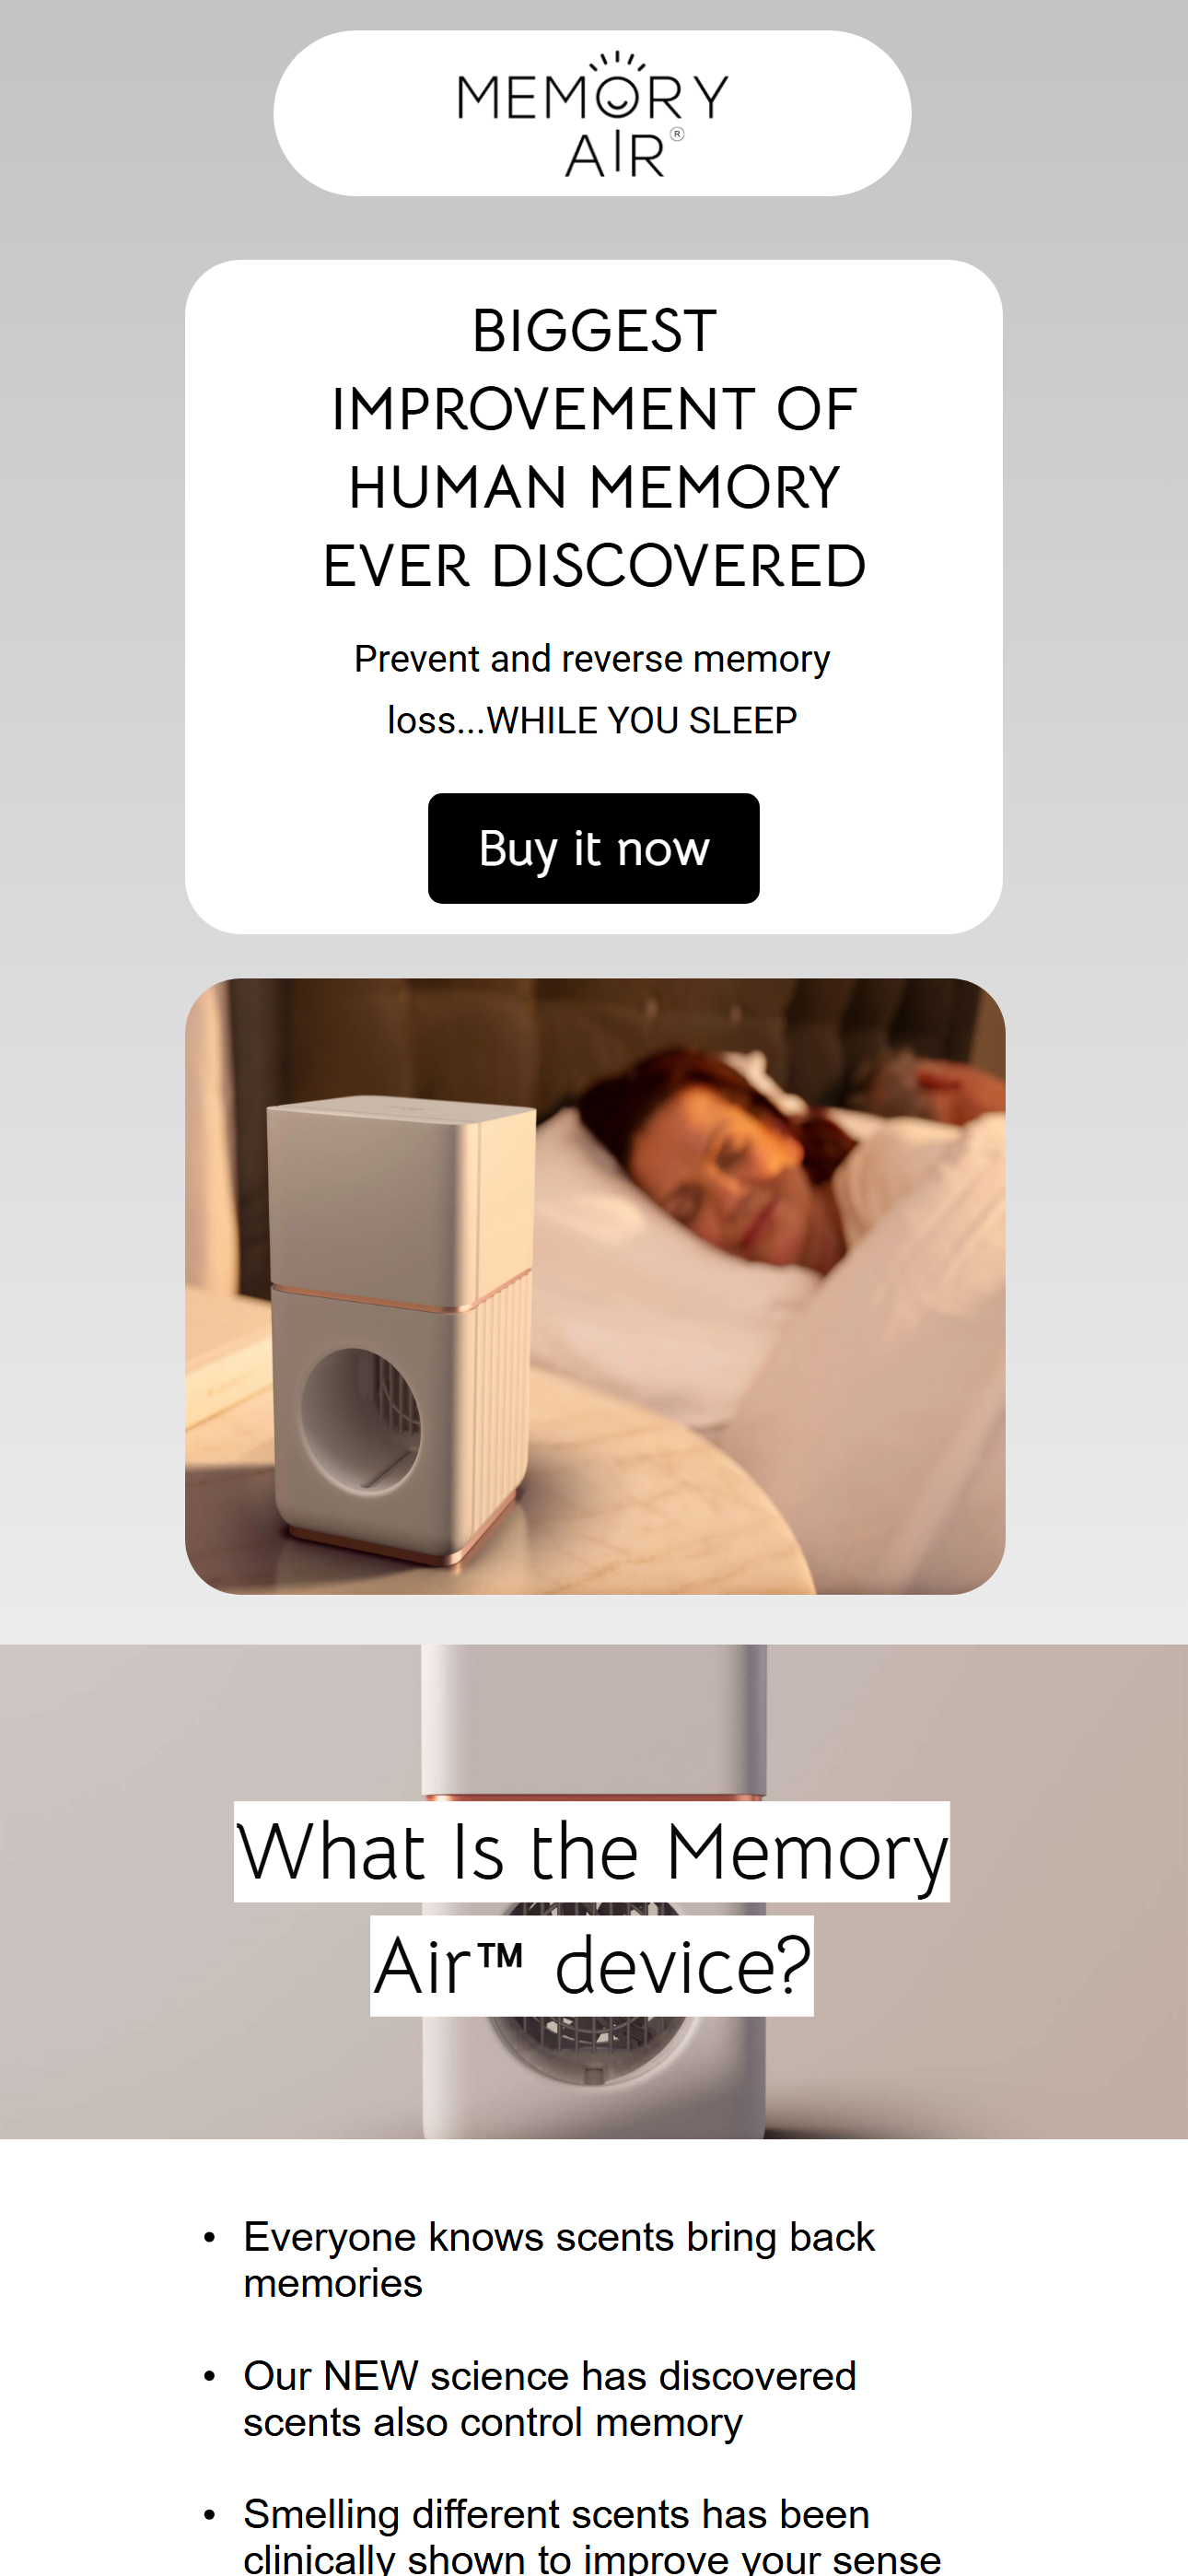 MEMORY
AIR®
BIGGEST
IMPROVEMENT OF
HUMAN MEMORY
EVER DISCOVERED
Prevent and reverse memory
loss...WHILE YOU SLEEP
Buy it now
What Is the Memory
Air™ device?
• Everyone knows scents bring back
memories
• Our NEW science has discovered
scents also control memory
• Smelling different scents has been
clinically shown to improve your sense